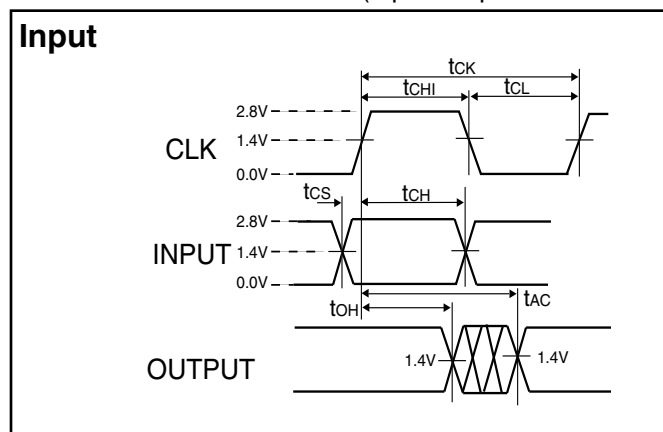 Input
tCK
tCHI
tCL
2.8V
1.4V
0.0V
CLK
tCS
tCH
2.8V
1.4V
0.0V
INPUT
tOH
tAC
1.4V
1.4V
OUTPUT